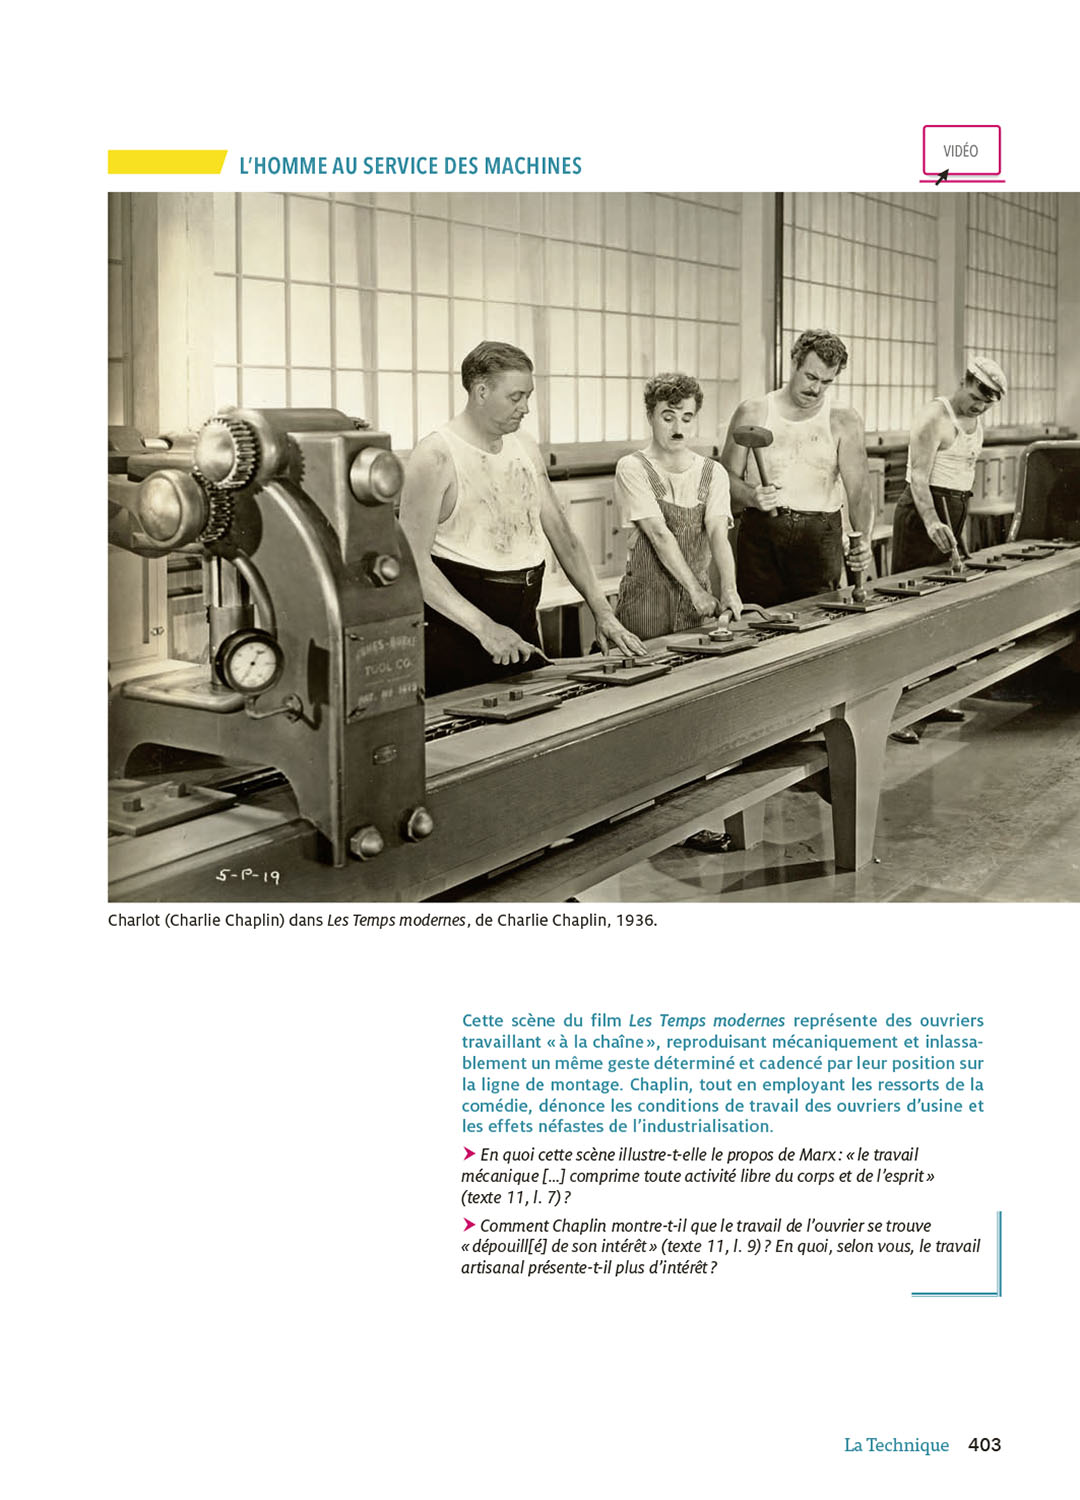 L'HOMME AU SERVICE DES MACHINES
VIDÉO
TOOL CO.
5-P-19
Charlot (Charlie Chaplin) dans Les Temps modernes, de Charlie Chaplin, 1936.
Cette scène du film Les Temps modernes représente des ouvriers
travaillant « à la chaîne », reproduisant mécaniquement et inlassa-
blement un même geste déterminé et cadencé par leur position sur
la ligne de montage. Chaplin, tout en employant les ressorts de la
comédie, dénonce les conditions de travail des ouvriers d'usine et
les effets néfastes de l'industrialisation.
➤ En quoi cette scène illustre-t-elle le propos de Marx : « le travail
mécanique [...] comprime toute activité libre du corps et de l'esprit »
(texte 11, l. 7) ?
➤ Comment Chaplin montre-t-il que le travail de l'ouvrier se trouve
« dépouill[é] de son intérêt » (texte 11, l. 9) ? En quoi, selon vous, le travail
artisanal présente-t-il plus d'intérêt ?
La Technique 403